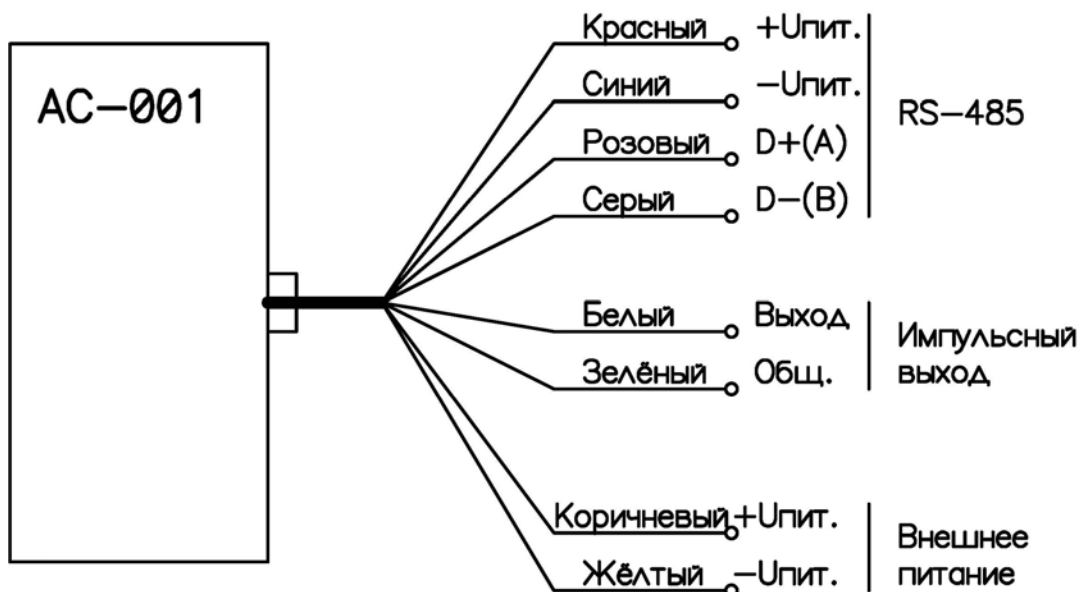 АС-001
Красный +Uпит.
Синий -Uпит.
Розовый D+(A)
Серый D-(B)
RS-485
Белый Выход
Зелёный Общ.
Импульсный
выход
Коричневый +Uпит.
Жёлтый -Uпит.
Внешнее
питание